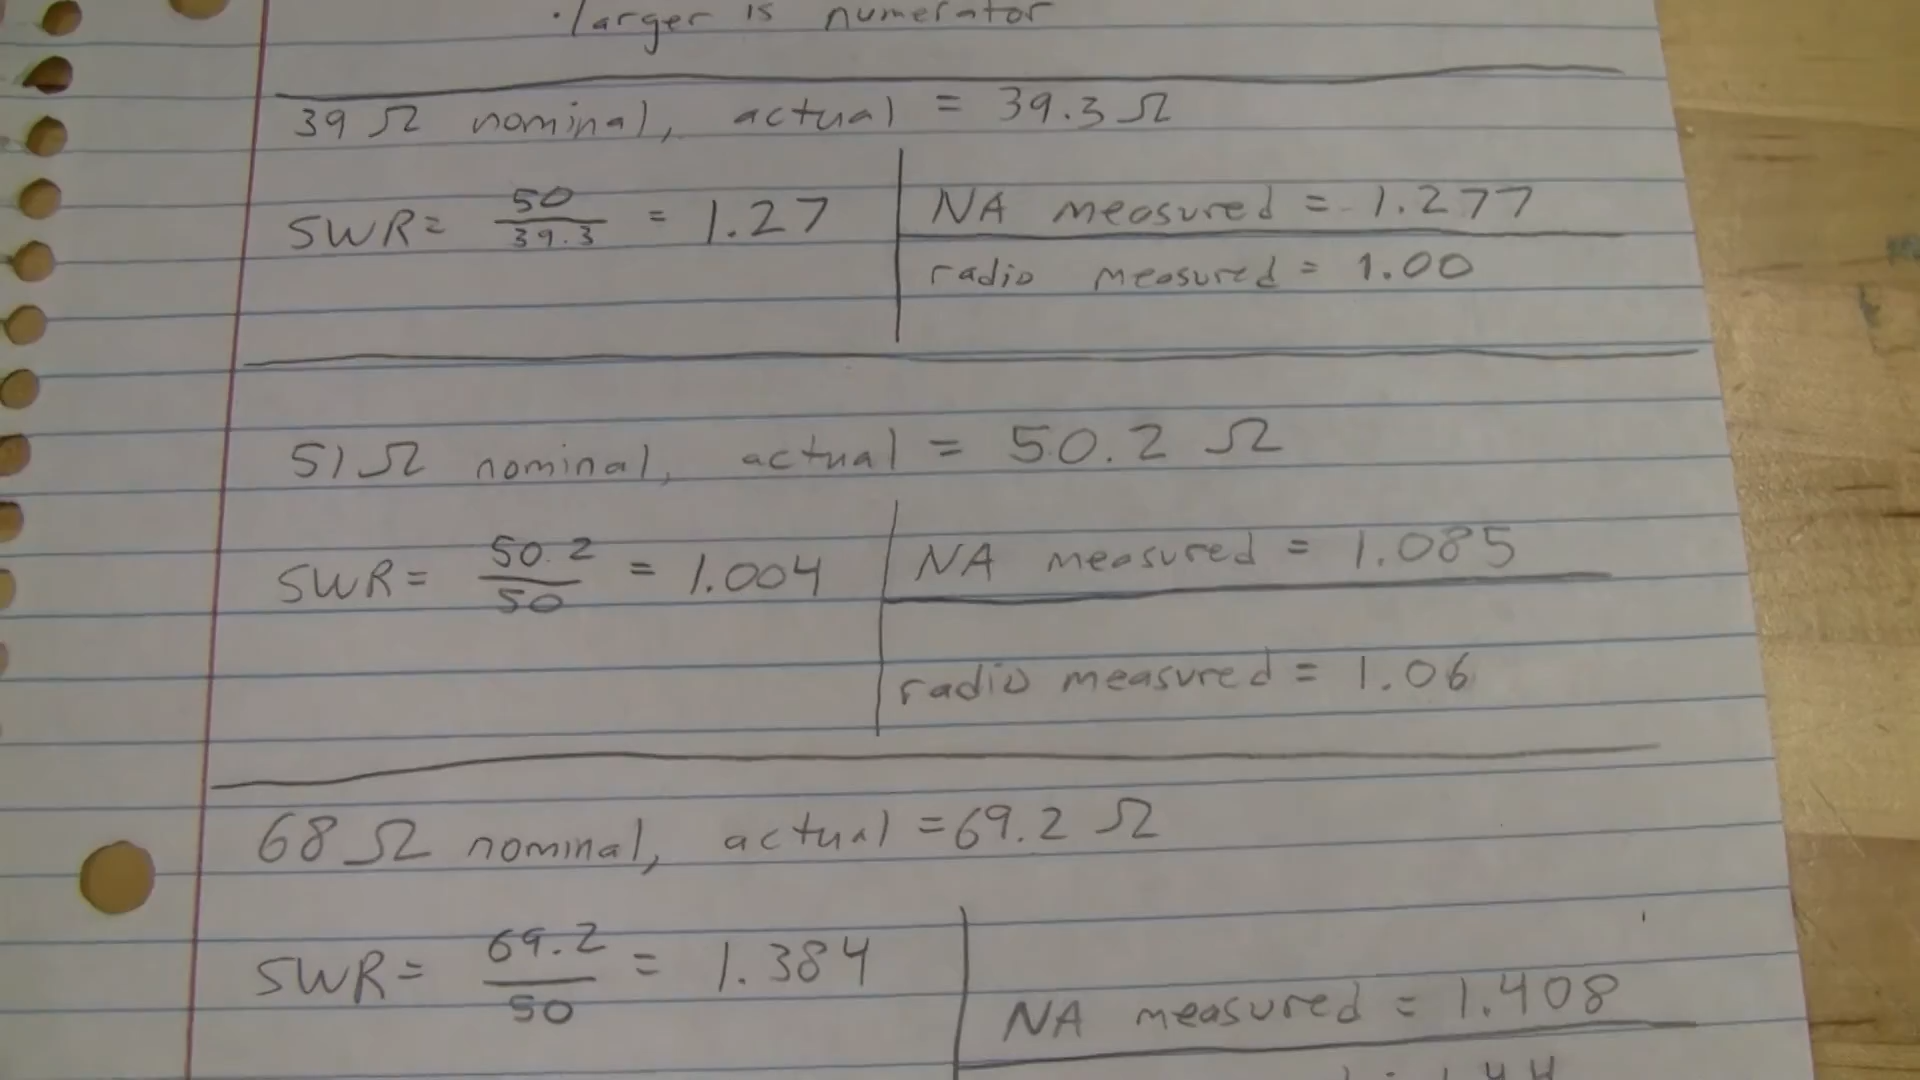 · larger is numerator
39 Ω nominal, actual = 39.3 Ω
SWR = 50/39.3 = 1.27
NA measured = 1.277
radio measured = 1.00
51 Ω nominal, actual = 50.2 Ω
SWR = 50.2/50 = 1.004
NA measured = 1.085
radio measured = 1.06
68 Ω nominal, actual = 69.2 Ω
SWR = 69.2/50 = 1.384
NA measured = 1.408